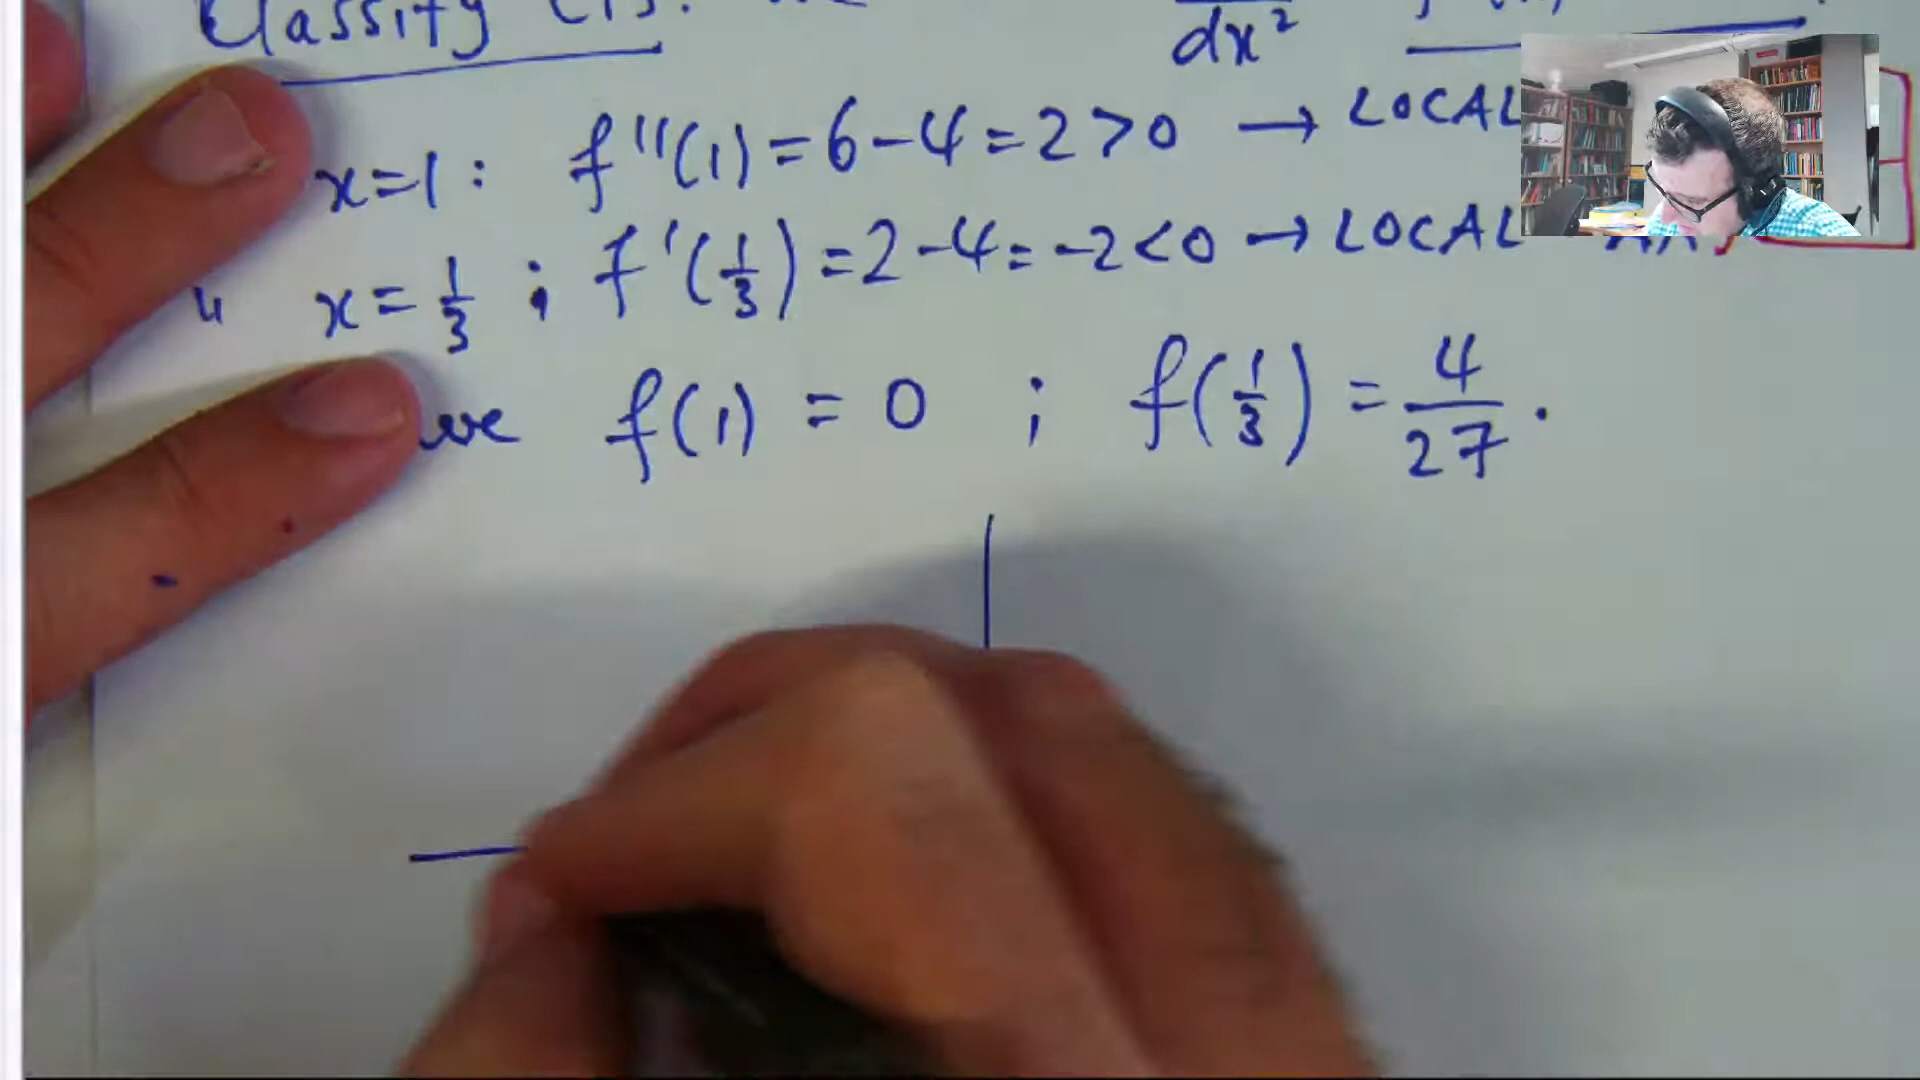 Classify
d𝑥²
𝑥=1 : f''(1) = 6-4 = 2 > 0 → LOCAL
" 𝑥= 1/3 ; f'(1/3) = 2-4 = -2 < 0 → LOCAL
f(1) = 0 ; f(1/3) = 4/27 .